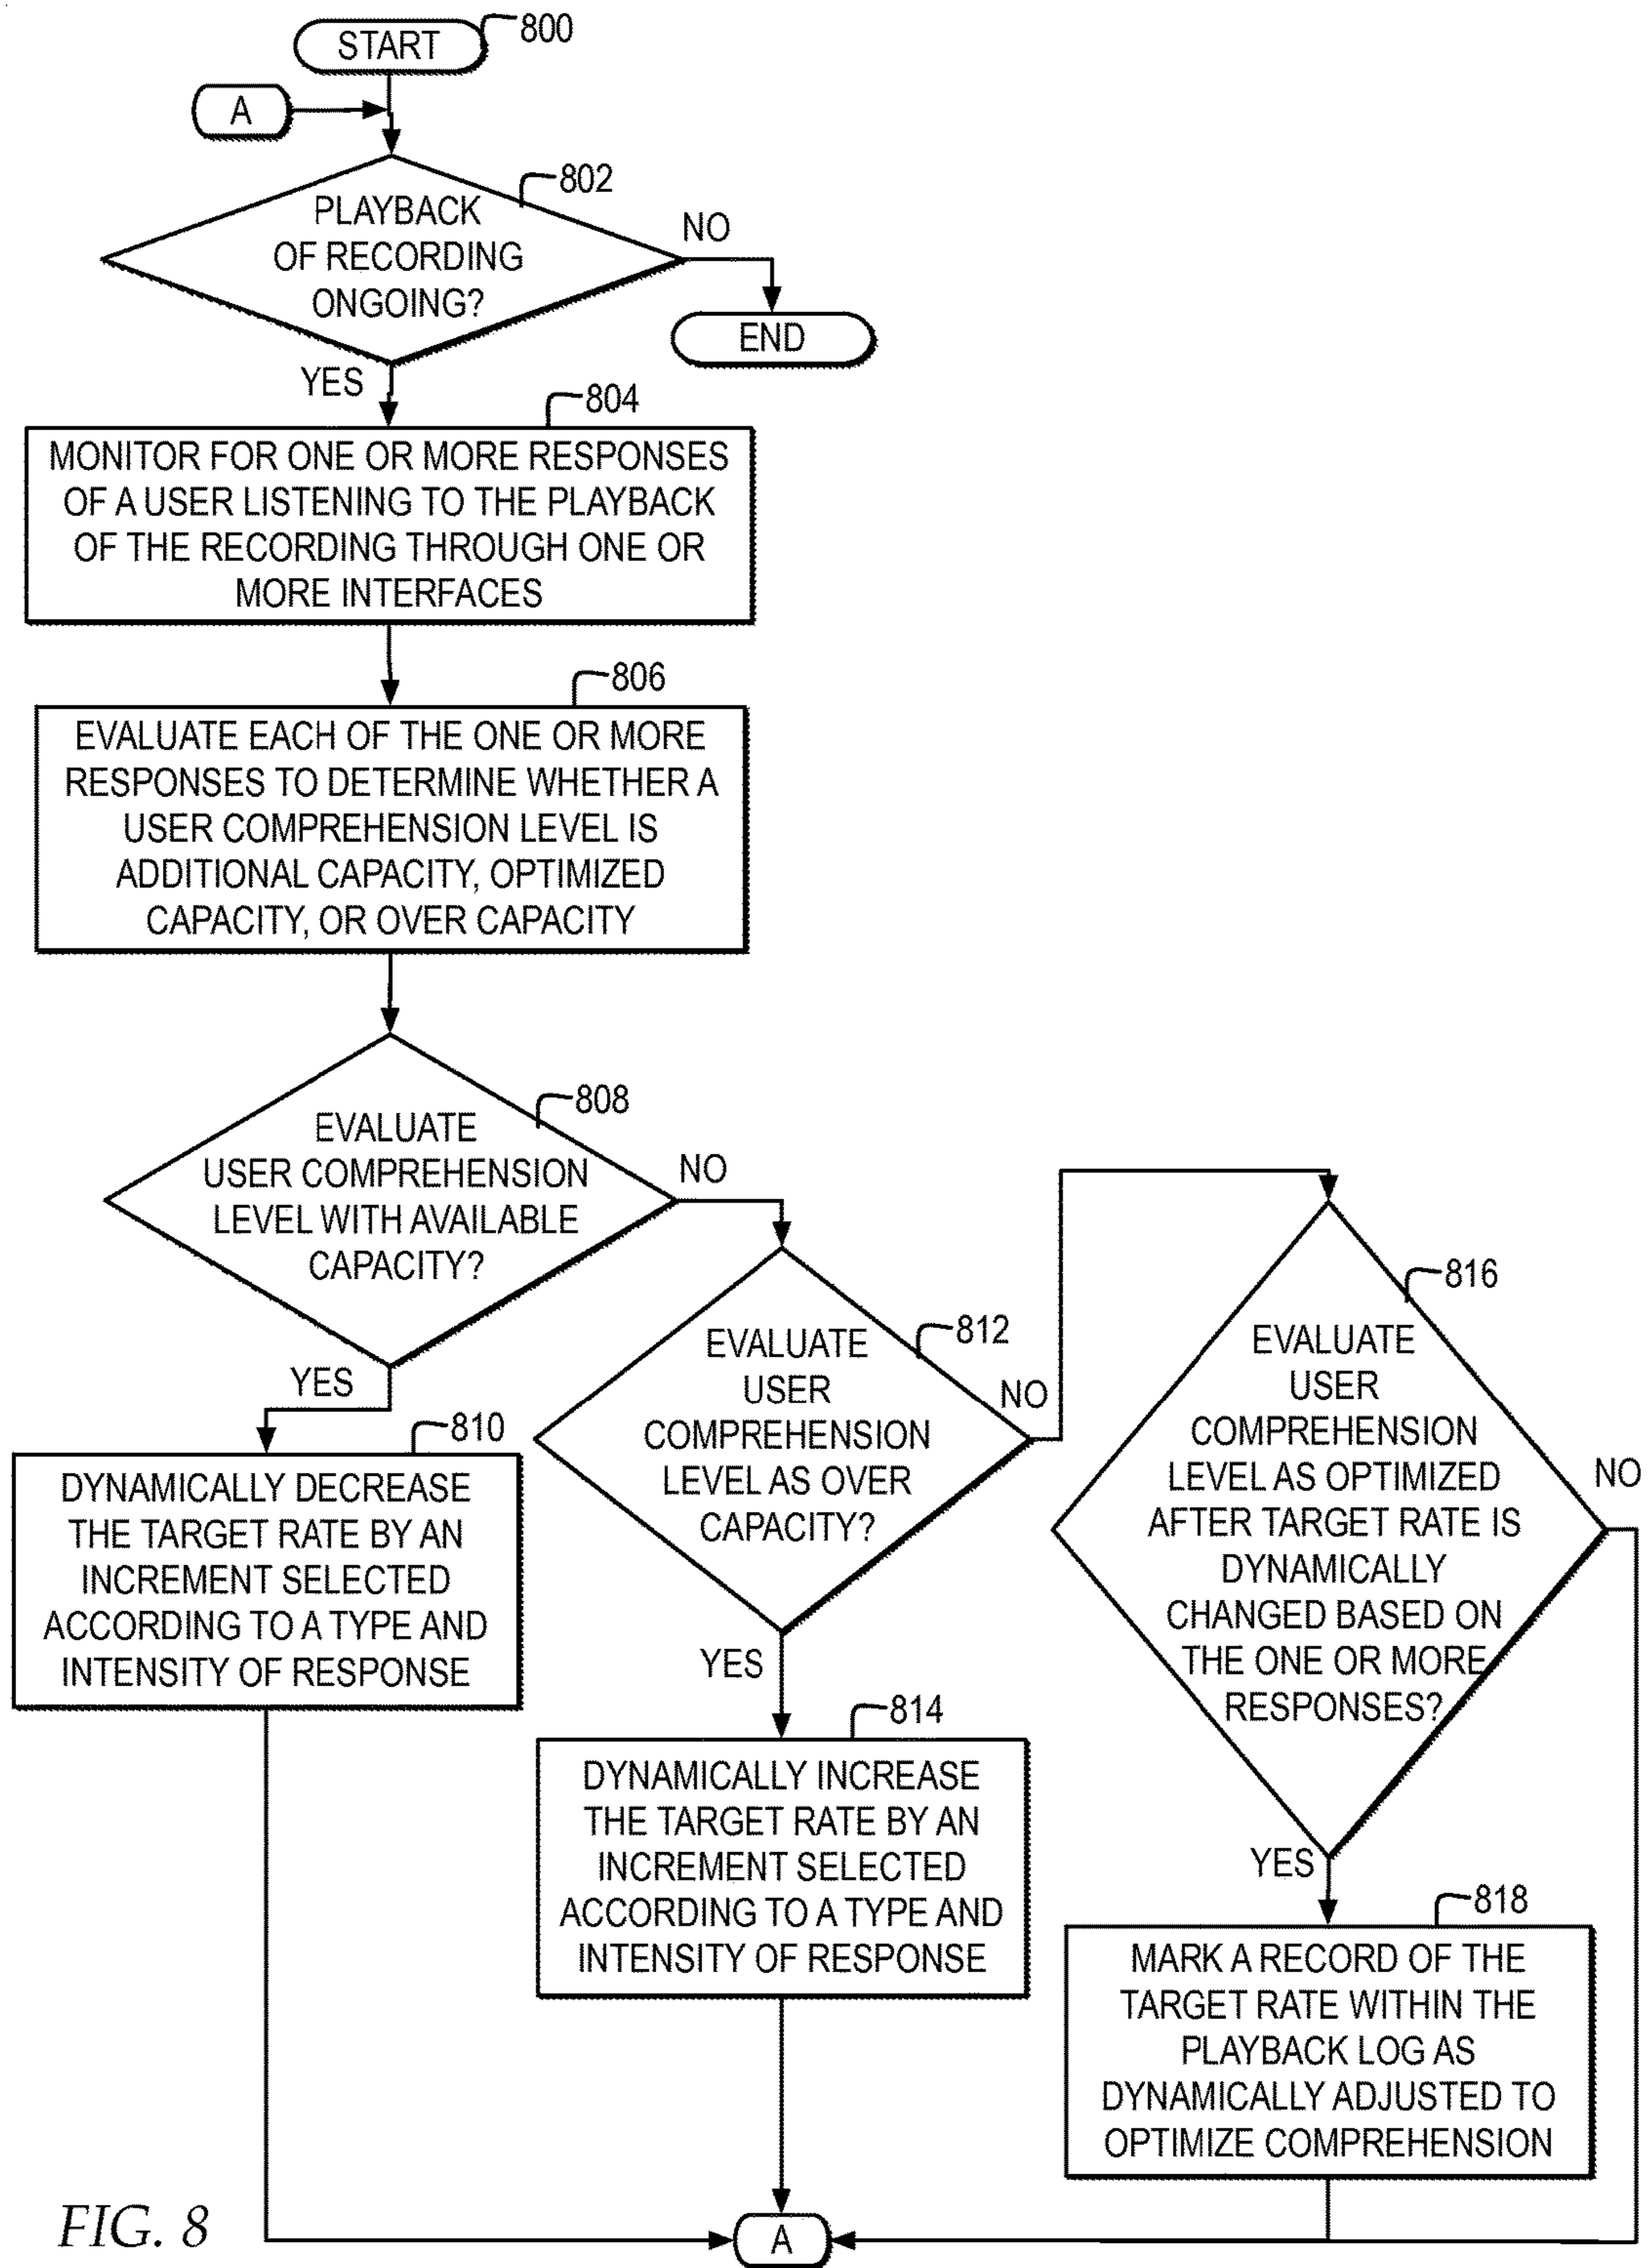 START
800
A
802
PLAYBACK
OF RECORDING
ONGOING?
NO
END
YES
804
MONITOR FOR ONE OR MORE RESPONSES
OF A USER LISTENING TO THE PLAYBACK
OF THE RECORDING THROUGH ONE OR
MORE INTERFACES
806
EVALUATE EACH OF THE ONE OR MORE
RESPONSES TO DETERMINE WHETHER A
USER COMPREHENSION LEVEL IS
ADDITIONAL CAPACITY, OPTIMIZED
CAPACITY, OR OVER CAPACITY
808
EVALUATE
USER COMPREHENSION
LEVEL WITH AVAILABLE
CAPACITY?
NO
YES
810
DYNAMICALLY DECREASE
THE TARGET RATE BY AN
INCREMENT SELECTED
ACCORDING TO A TYPE AND
INTENSITY OF RESPONSE
812
EVALUATE
USER
COMPREHENSION
LEVEL AS OVER
CAPACITY?
NO
YES
814
DYNAMICALLY INCREASE
THE TARGET RATE BY AN
INCREMENT SELECTED
ACCORDING TO A TYPE AND
INTENSITY OF RESPONSE
816
EVALUATE
USER
COMPREHENSION
LEVEL AS OPTIMIZED
AFTER TARGET RATE IS
DYNAMICALLY
CHANGED BASED ON
THE ONE OR MORE
RESPONSES?
NO
YES
818
MARK A RECORD OF THE
TARGET RATE WITHIN THE
PLAYBACK LOG AS
DYNAMICALLY ADJUSTED TO
OPTIMIZE COMPREHENSION
A
FIG. 8